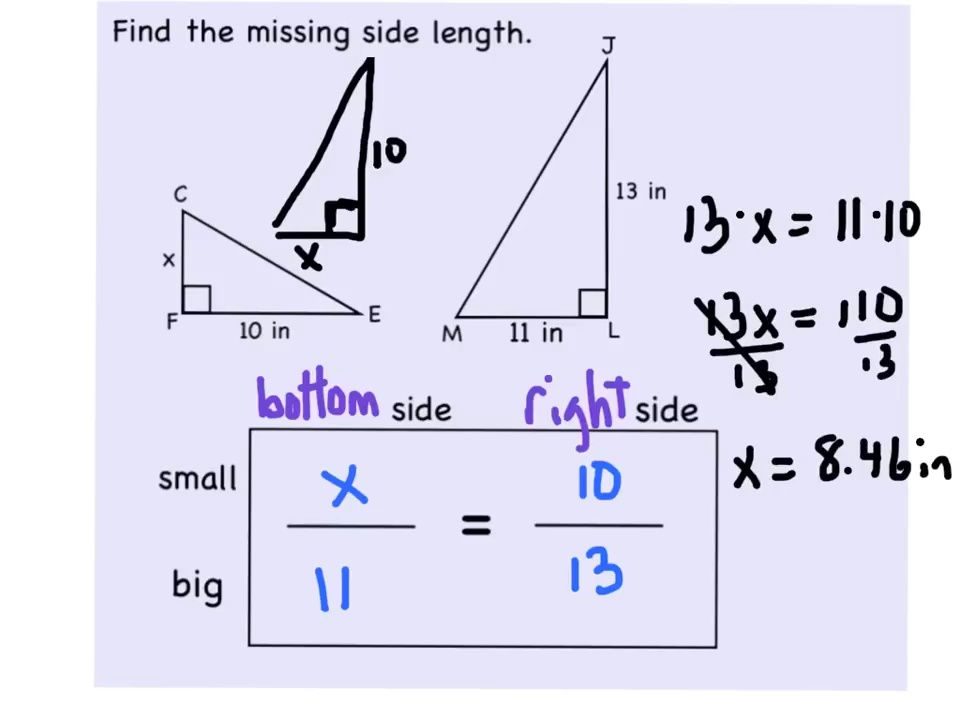 Find the missing side length.
J
10
13 in
C
x
x
F
10 in
E
M
11 in
L
13·x = 11·10
13x = 110
13 13
x = 8.46in
bottom side
right side
small
x
=
10
big
11
13